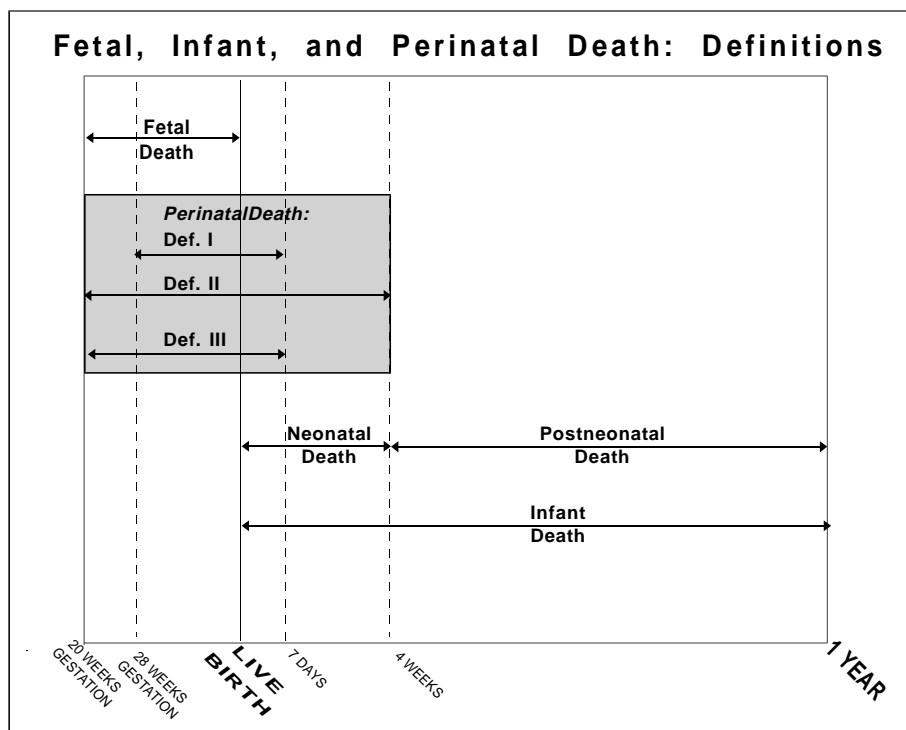 Fetal, Infant, and Perinatal Death: Definitions
Fetal
Death
PerinatalDeath:
Def. I
Def. II
Def. III
Neonatal
Death
Postneonatal
Death
Infant
Death
20 WEEKS
GESTATION
28 WEEKS
GESTATION
LIVE
BIRTH
7 DAYS
4 WEEKS
1 YEAR